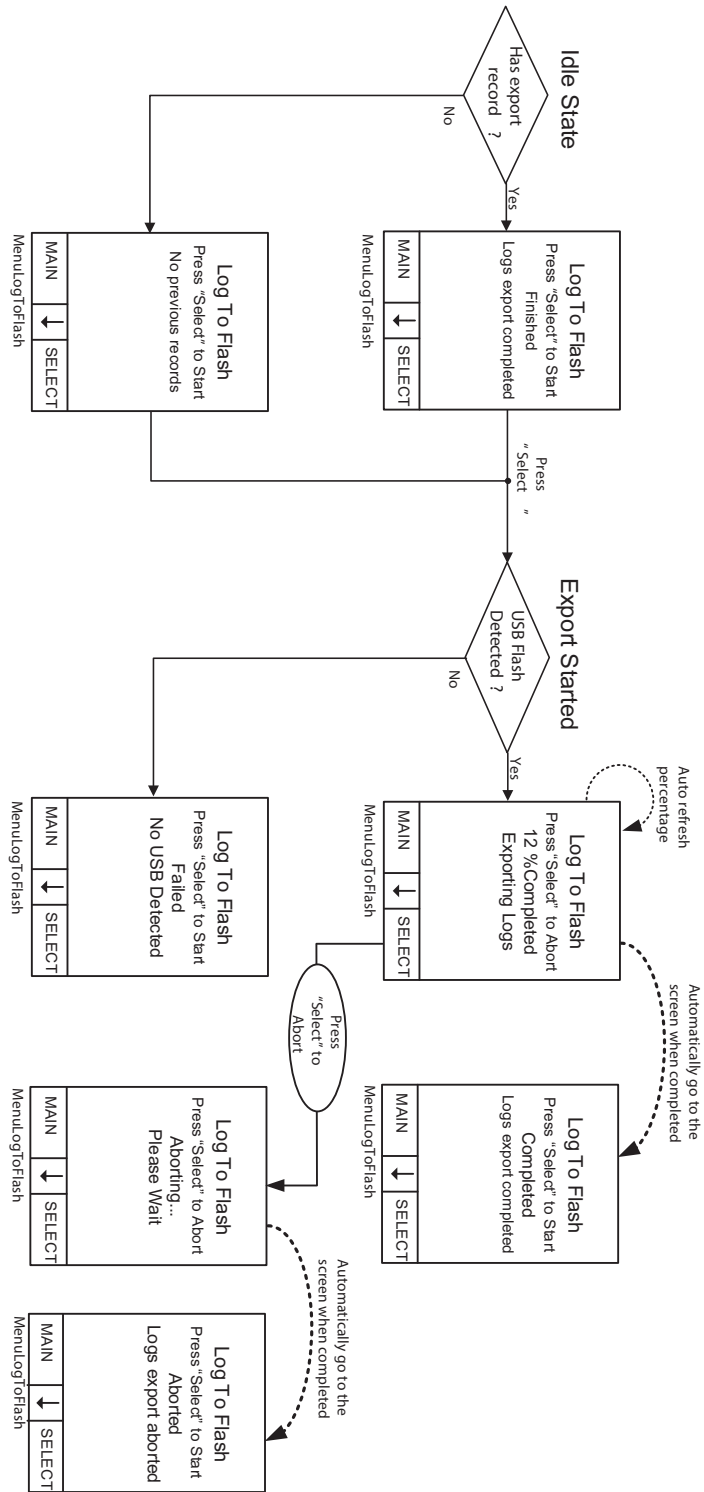 Idle State
Has export
record ?
Yes
No
Log To Flash
Press “Select” to Start
Finished
Logs export completed
MAIN
SELECT
MenuLogToFlash
Log To Flash
Press “Select” to Start
No previous records
MAIN
SELECT
MenuLogToFlash
Press
“ Select ”
Export Started
USB Flash
Detected ?
Yes
No
Auto refresh
percentage
Log To Flash
Press “Select” to Abort
12 %Completed
Exporting Logs
MAIN
SELECT
MenuLogToFlash
Log To Flash
Press “Select” to Start
Failed
No USB Detected
MAIN
SELECT
MenuLogToFlash
Automatically go to the
screen when completed
Press
“Select” to
Abort
Log To Flash
Press “Select” to Start
Completed
Logs export completed
MAIN
SELECT
MenuLogToFlash
Log To Flash
Press “Select” to Abort
Aborting...
Please Wait
MAIN
SELECT
MenuLogToFlash
Automatically go to the
screen when completed
Log To Flash
Press “Select” to Start
Aborted
Logs export aborted
MAIN
SELECT
MenuLogToFlash